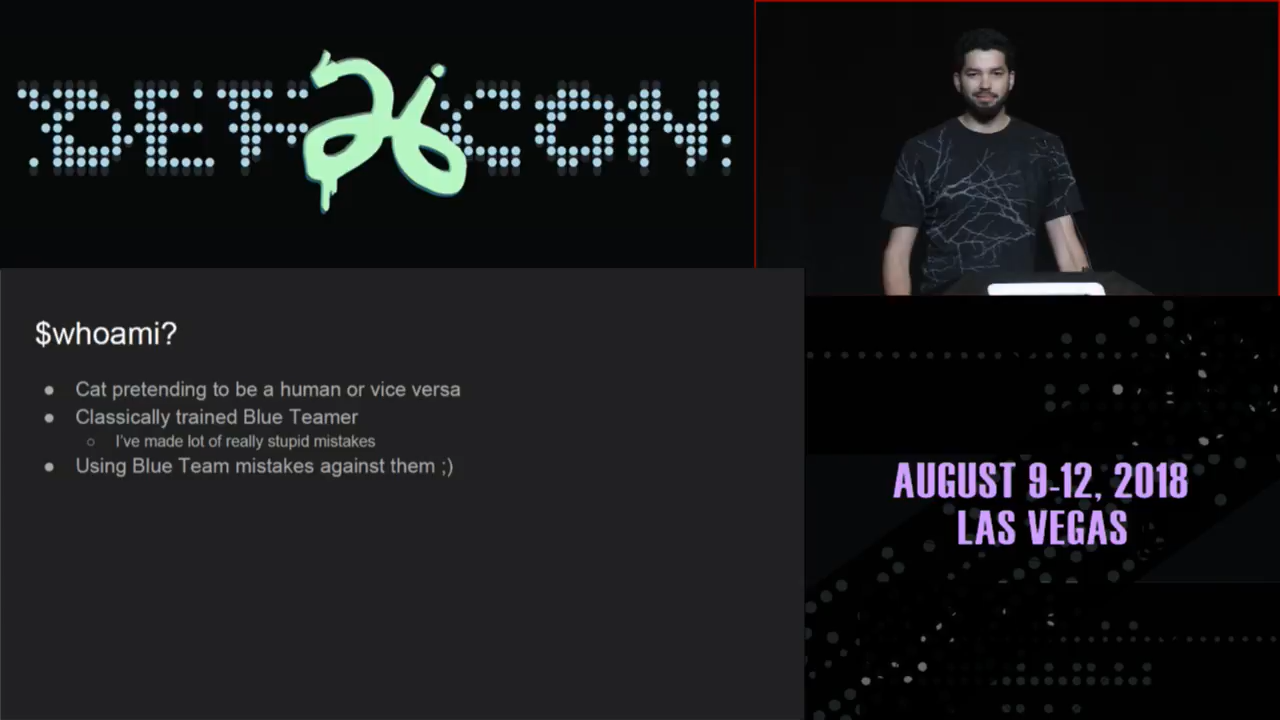 DEF 26 CON
$whoami?
● Cat pretending to be a human or vice versa
● Classically trained Blue Teamer
○ I've made lot of really stupid mistakes
● Using Blue Team mistakes against them ;)
AUGUST 9-12, 2018
LAS VEGAS